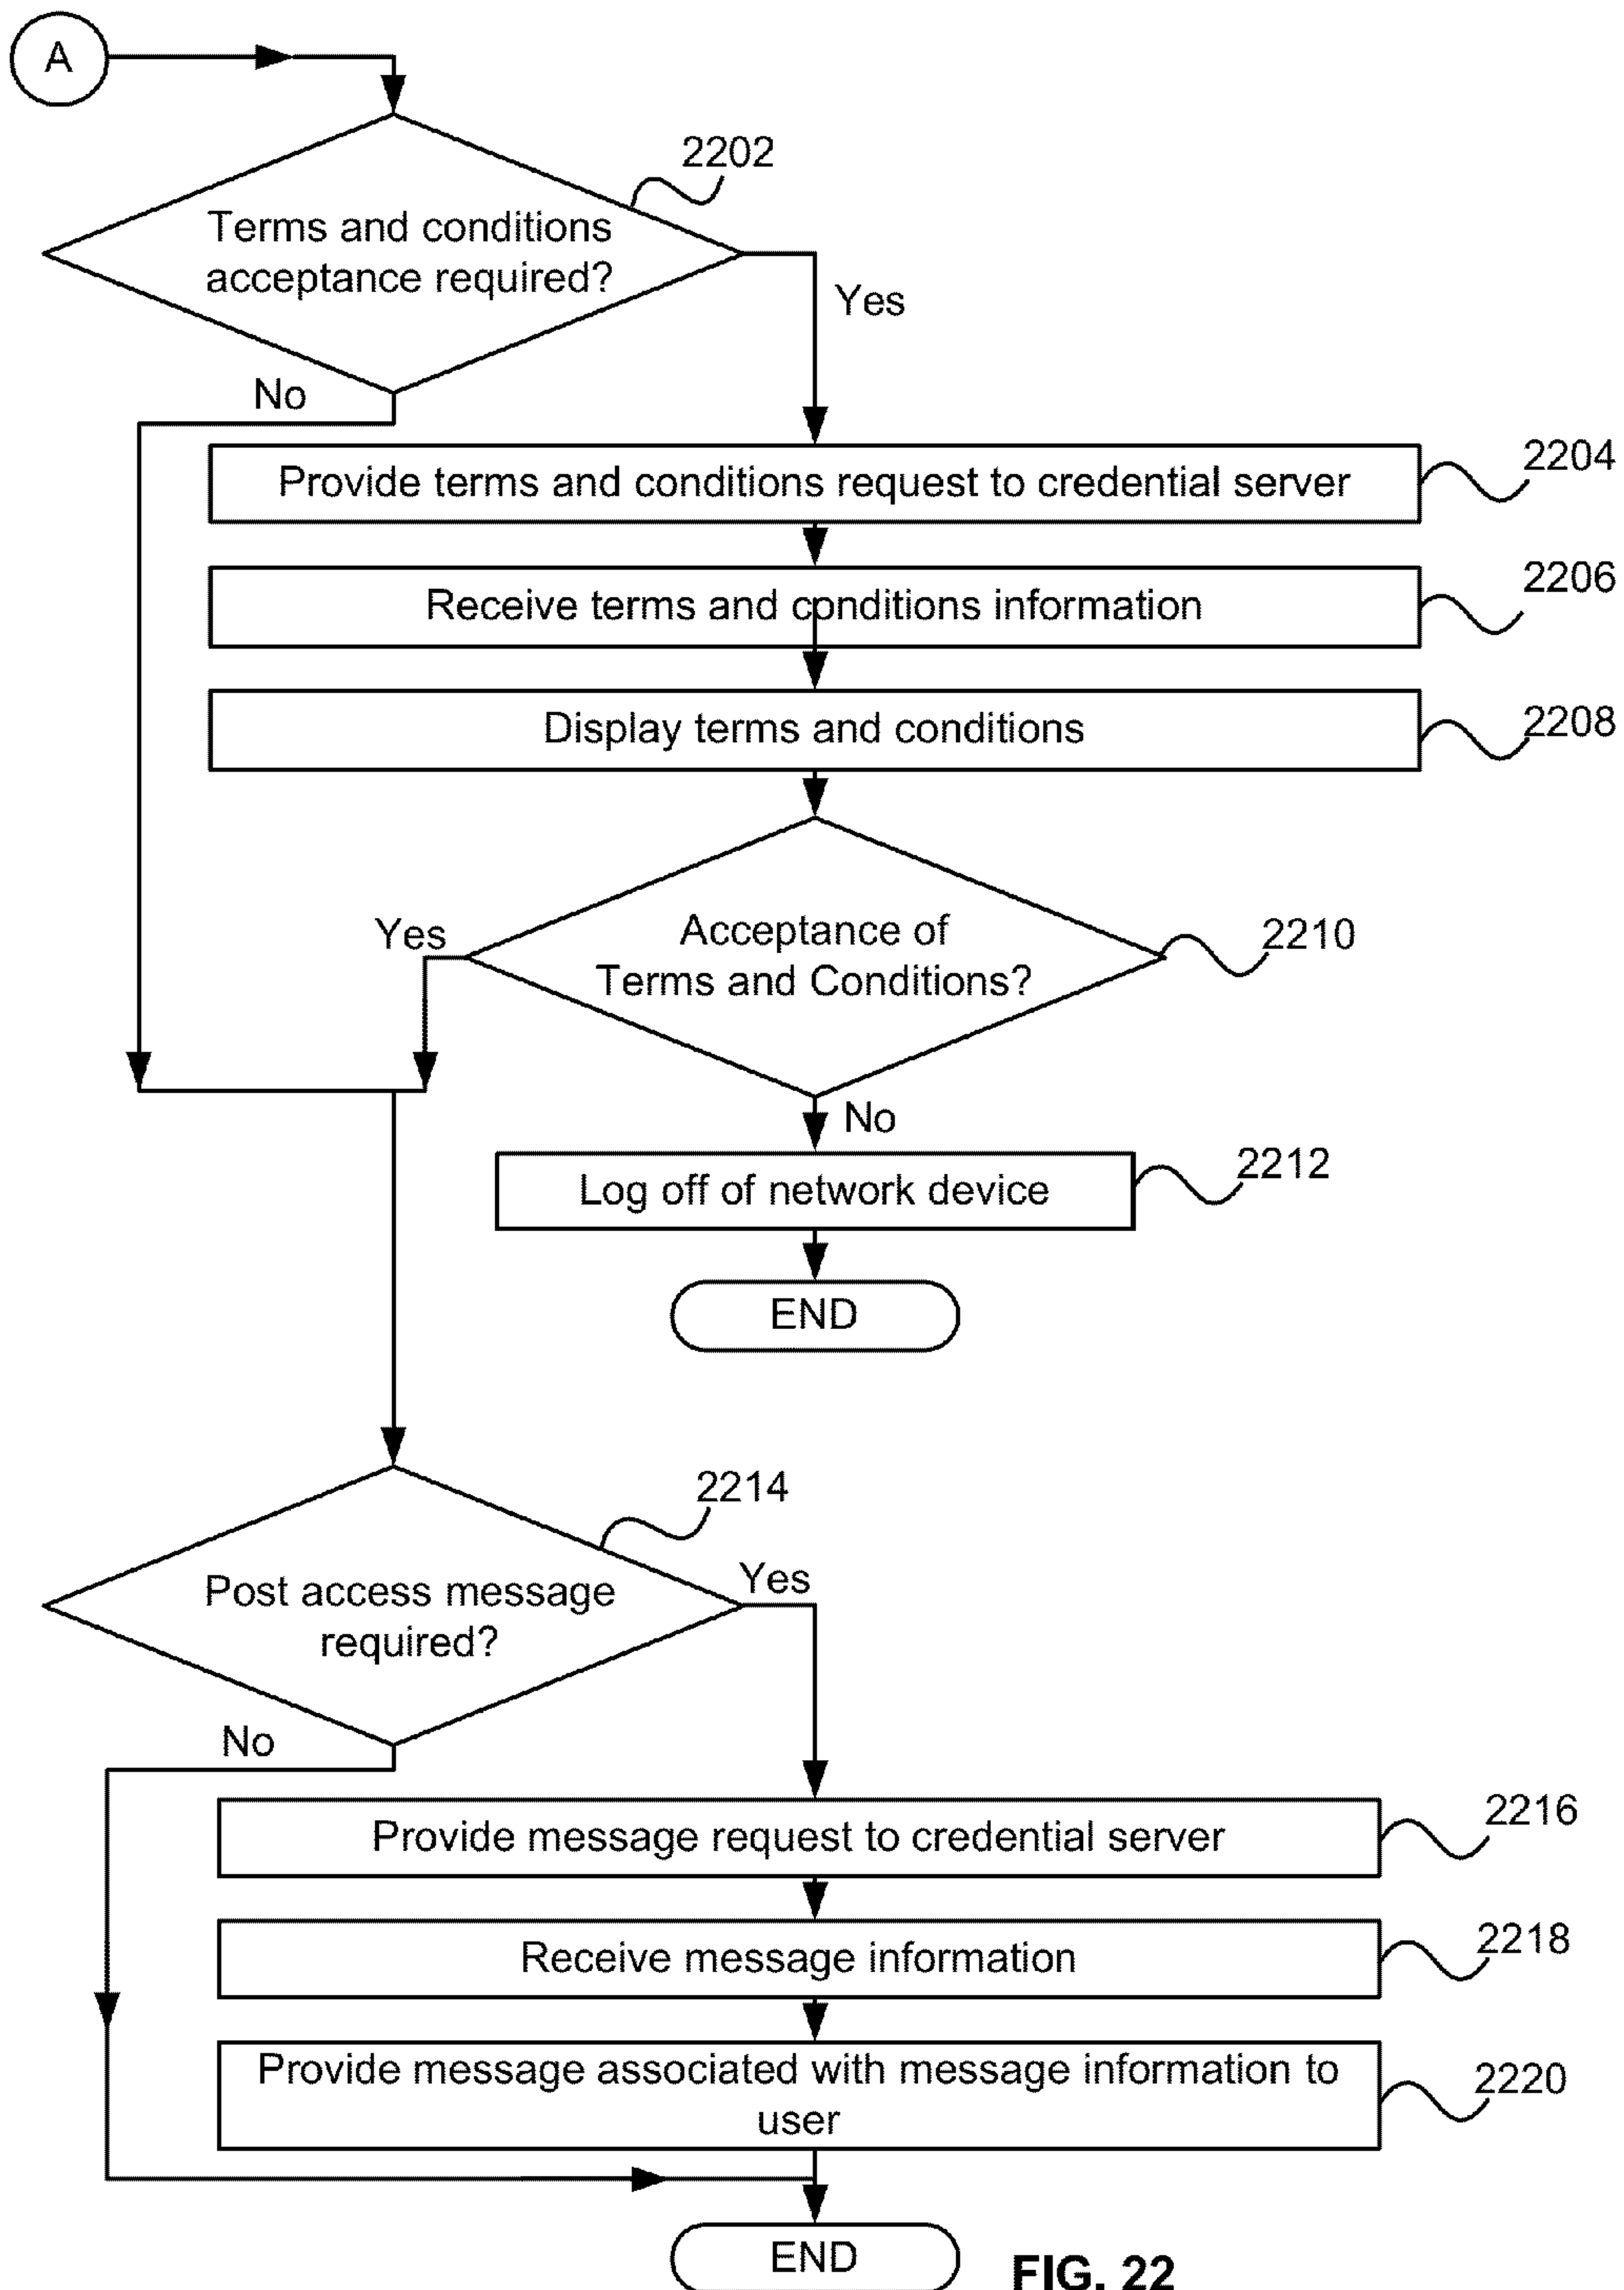 A
2202
Terms and conditions
acceptance required?
Yes
No
2204
Provide terms and conditions request to credential server
2206
Receive terms and conditions information
2208
Display terms and conditions
Yes
Acceptance of
Terms and Conditions?
2210
No
2212
Log off of network device
END
2214
Post access message
required?
Yes
No
2216
Provide message request to credential server
2218
Receive message information
Provide message associated with message information to
user
2220
END
FIG. 22